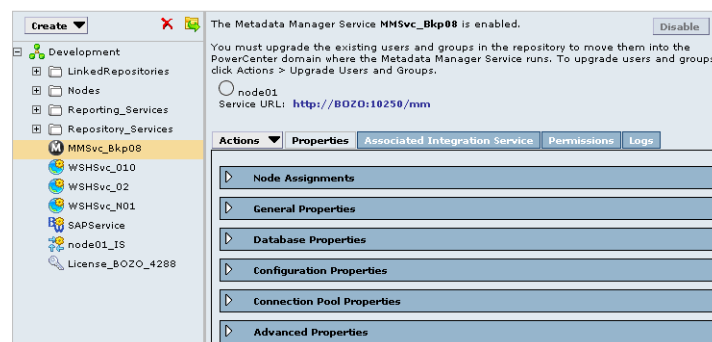 Create
Development
LinkedRepositories
Nodes
Reporting_Services
Repository_Services
MMSvc_Bkp08
WSHSvc_010
WSHSvc_02
WSHSvc_N01
SAPService
node01_IS
License_BOZO_4288
The Metadata Manager Service MMSvc_Bkp08 is enabled.
Disable
You must upgrade the existing users and groups in the repository to move them into the
PowerCenter domain where the Metadata Manager Service runs. To upgrade users and groups
click Actions > Upgrade Users and Groups.
node01
Service URL: http://BOZO:10250/mm
Actions Properties Associated Integration Service Permissions Logs
Node Assignments
General Properties
Database Properties
Configuration Properties
Connection Pool Properties
Advanced Properties